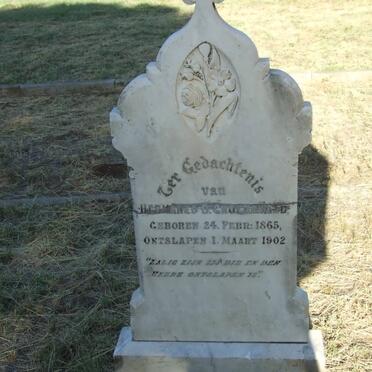 Ter Gedachtenis
van
GEBOREN 24 FEBR: 1865,
ONTSLAPEN 1. MAART 1902
"ZALIG ZIJN ZIJ DIE IN DEN
HEERE ONTSLAPEN IS".